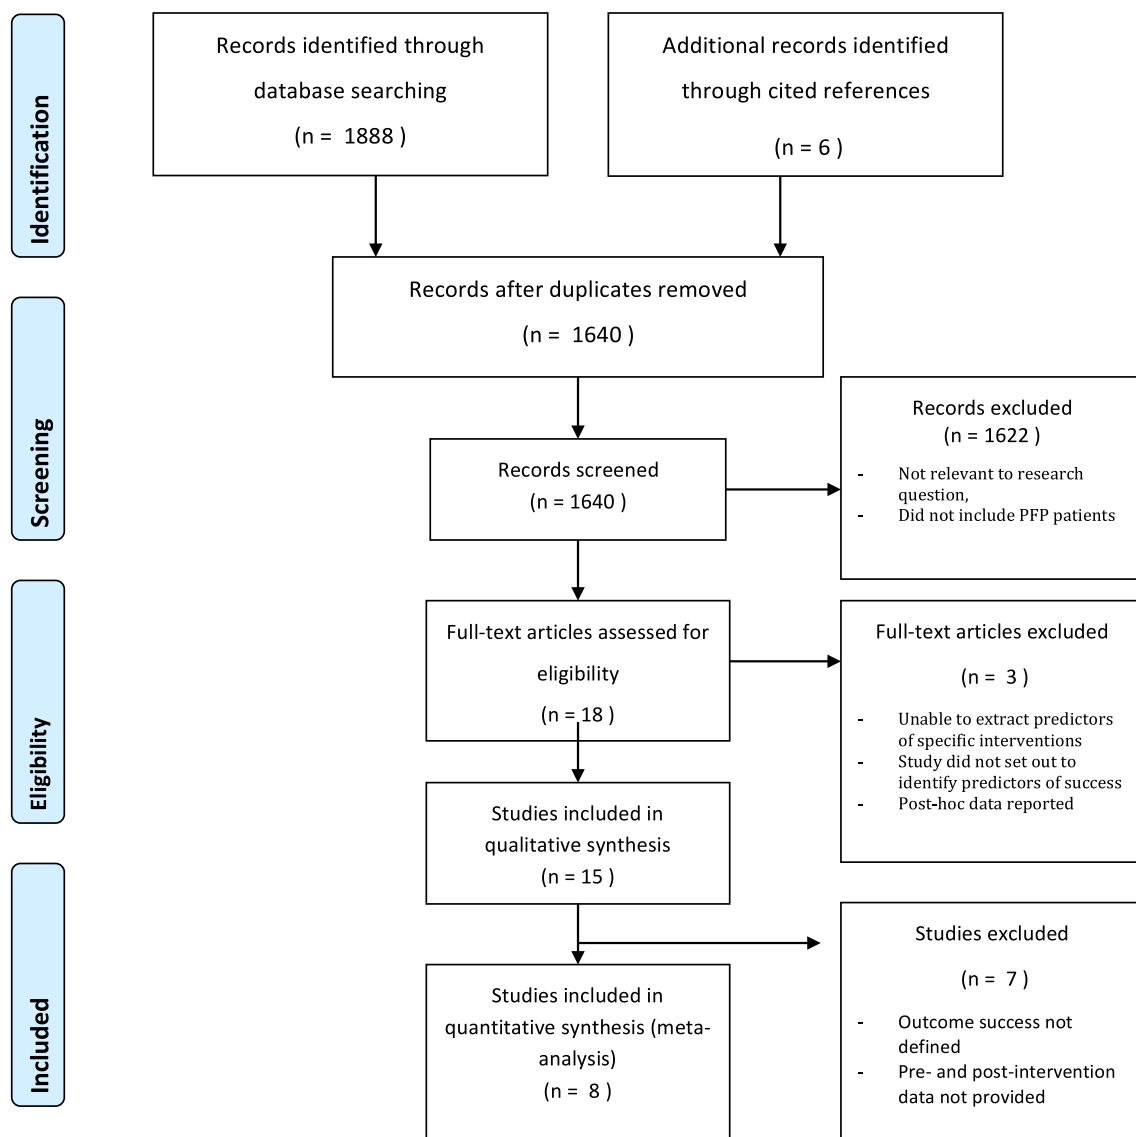 Identification
Records identified through
database searching
(n =  1888 )
Additional records identified
through cited references
(n = 6 )
Records after duplicates removed
(n =  1640 )
Screening
Records screened
(n = 1640 )
Records excluded
(n = 1622 )
- Not relevant to research
question,
- Did not include PFP patients
Eligibility
Full-text articles assessed for
eligibility
(n = 18 )
Full-text articles excluded
(n =  3 )
- Unable to extract predictors
of specific interventions
- Study did not set out to
identify predictors of success
- Post-hoc data reported
Studies included in
qualitative synthesis
(n = 15 )
Included
Studies included in
quantitative synthesis (meta-
analysis)
(n =  8 )
Studies excluded
(n =  7 )
- Outcome success not
defined
- Pre- and post-intervention
data not provided